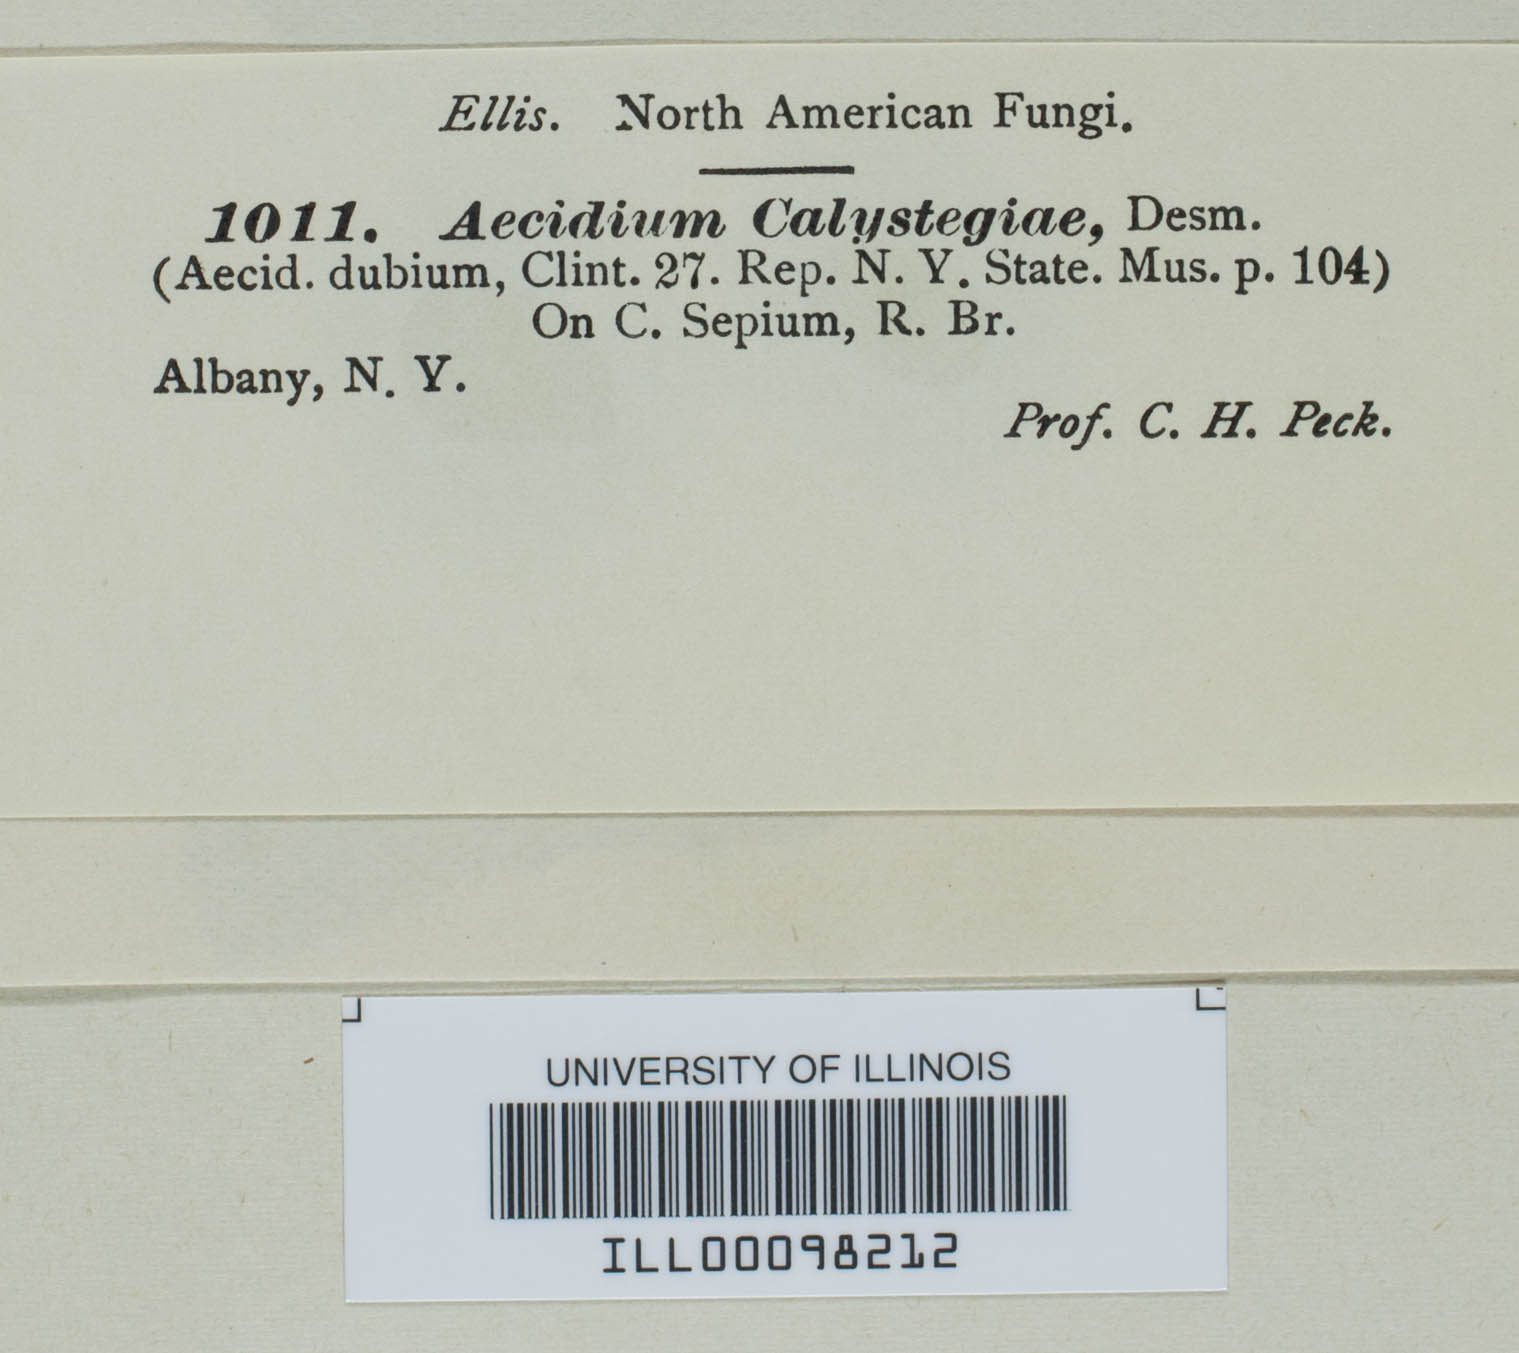 Ellis. North American Fungi.
1011. Aecidium Calystegiae, Desm.
(Aecid. dubium, Clint. 27. Rep. N. Y. State. Mus. p. 104)
On C. Sepium, R. Br.
Albany, N. Y.
Prof. C. H. Peck.
UNIVERSITY OF ILLINOIS
ILL00098212